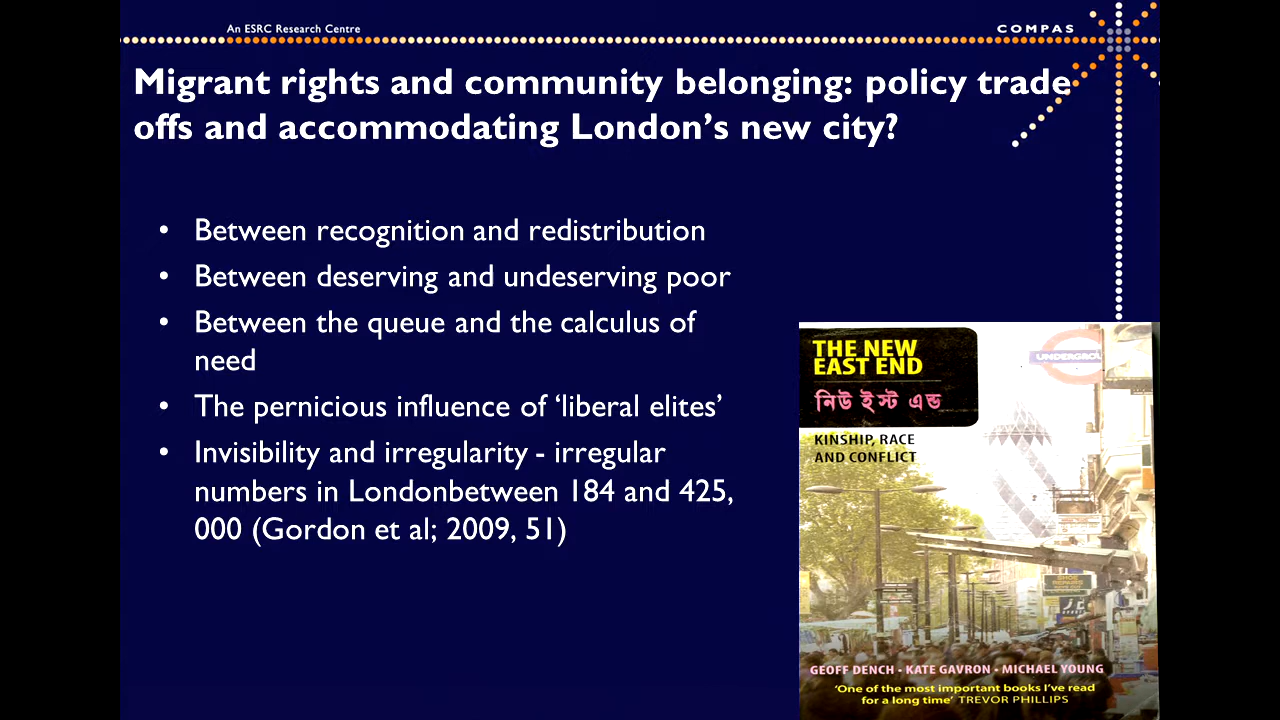 An ESRC Research Centre
COMPAS
Migrant rights and community belonging: policy trade
offs and accommodating London’s new city?
• Between recognition and redistribution
• Between deserving and undeserving poor
• Between the queue and the calculus of
need
• The pernicious influence of ‘liberal elites’
• Invisibility and irregularity - irregular
numbers in Londonbetween 184 and 425,
000 (Gordon et al; 2009, 51)
THE NEW
EAST END
নিউ ইস্ট এন্ড
KINSHIP, RACE
AND CONFLICT
UNDERGROU
SHOE
REPAIRS
GEOFF DENCH • KATE GAVRON • MICHAEL YOUNG
‘One of the most important books I’ve read
for a long time’ TREVOR PHILLIPS